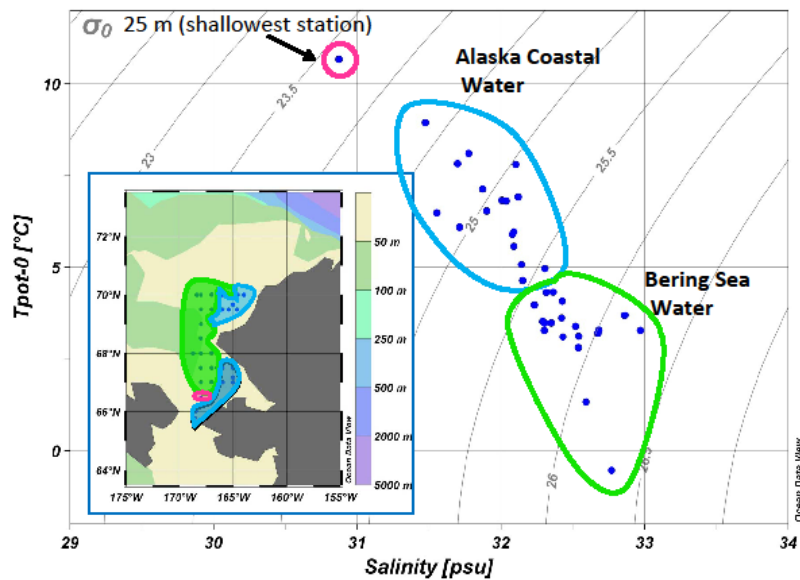 σ0 25 m (shallowest station)
Alaska Coastal
Water
Bering Sea
Water
Tpot-0 [°C]
10
5
0
23
23.5
25
25.5
26
26.5
72°N
70°N
68°N
66°N
64°N
175°W
170°W
165°W
160°W
155°W
50 m
100 m
250 m
500 m
2000 m
5000 m
Ocean Data View
29
30
31
32
33
34
Salinity [psu]
Ocean Data View